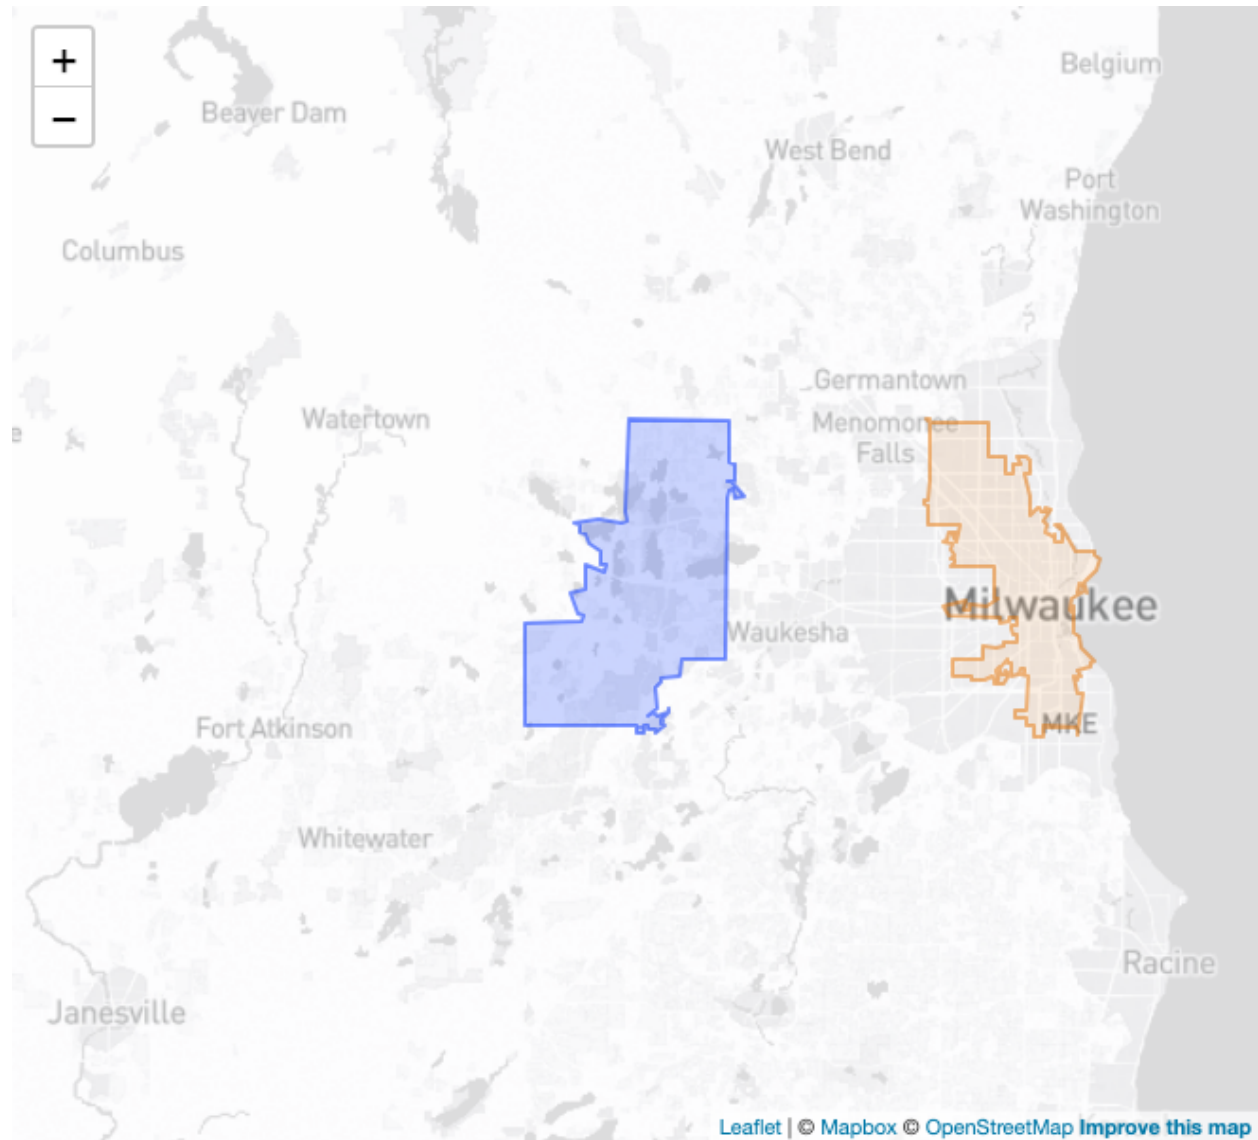 +
−
Belgium
Beaver Dam
West Bend
Port
Washington
Columbus
Germantown
Watertown
Menomonee
Falls
e
Milwaukee
Waukesha
Fort Atkinson
MKE
Whitewater
Racine
Janesville
Leaflet | © Mapbox © OpenStreetMap Improve this map